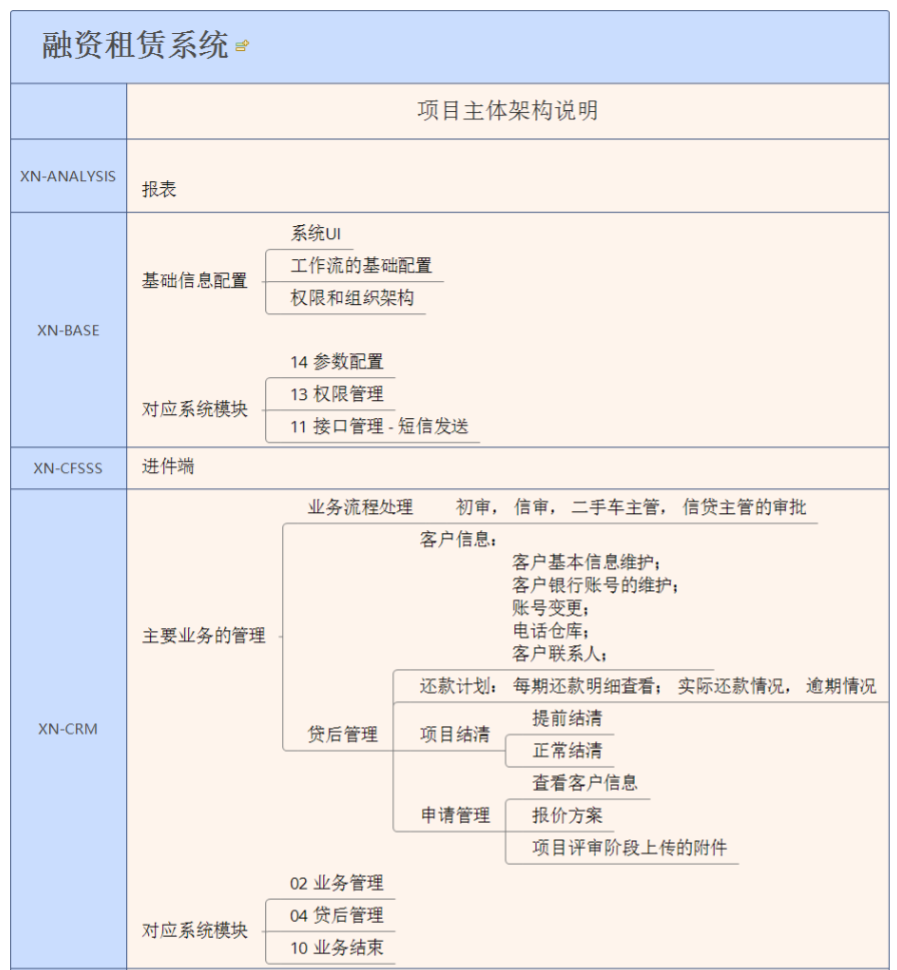 融资租赁系统
项目主体架构说明
XN-ANALYSIS
报表
XN-BASE
基础信息配置
系统UI
工作流的基础配置
权限和组织架构
对应系统模块
14 参数配置
13 权限管理
11 接口管理 - 短信发送
XN-CFSSS
进件端
XN-CRM
主要业务的管理
业务流程处理
初审， 信审， 二手车主管， 信贷主管的审批
贷后管理
客户信息：
客户基本信息维护；
客户银行账号的维护；
账号变更；
电话仓库；
客户联系人；
还款计划： 每期还款明细查看； 实际还款情况， 逾期情况
项目结清
提前结清
正常结清
申请管理
查看客户信息
报价方案
项目评审阶段上传的附件
对应系统模块
02 业务管理
04 贷后管理
10 业务结束